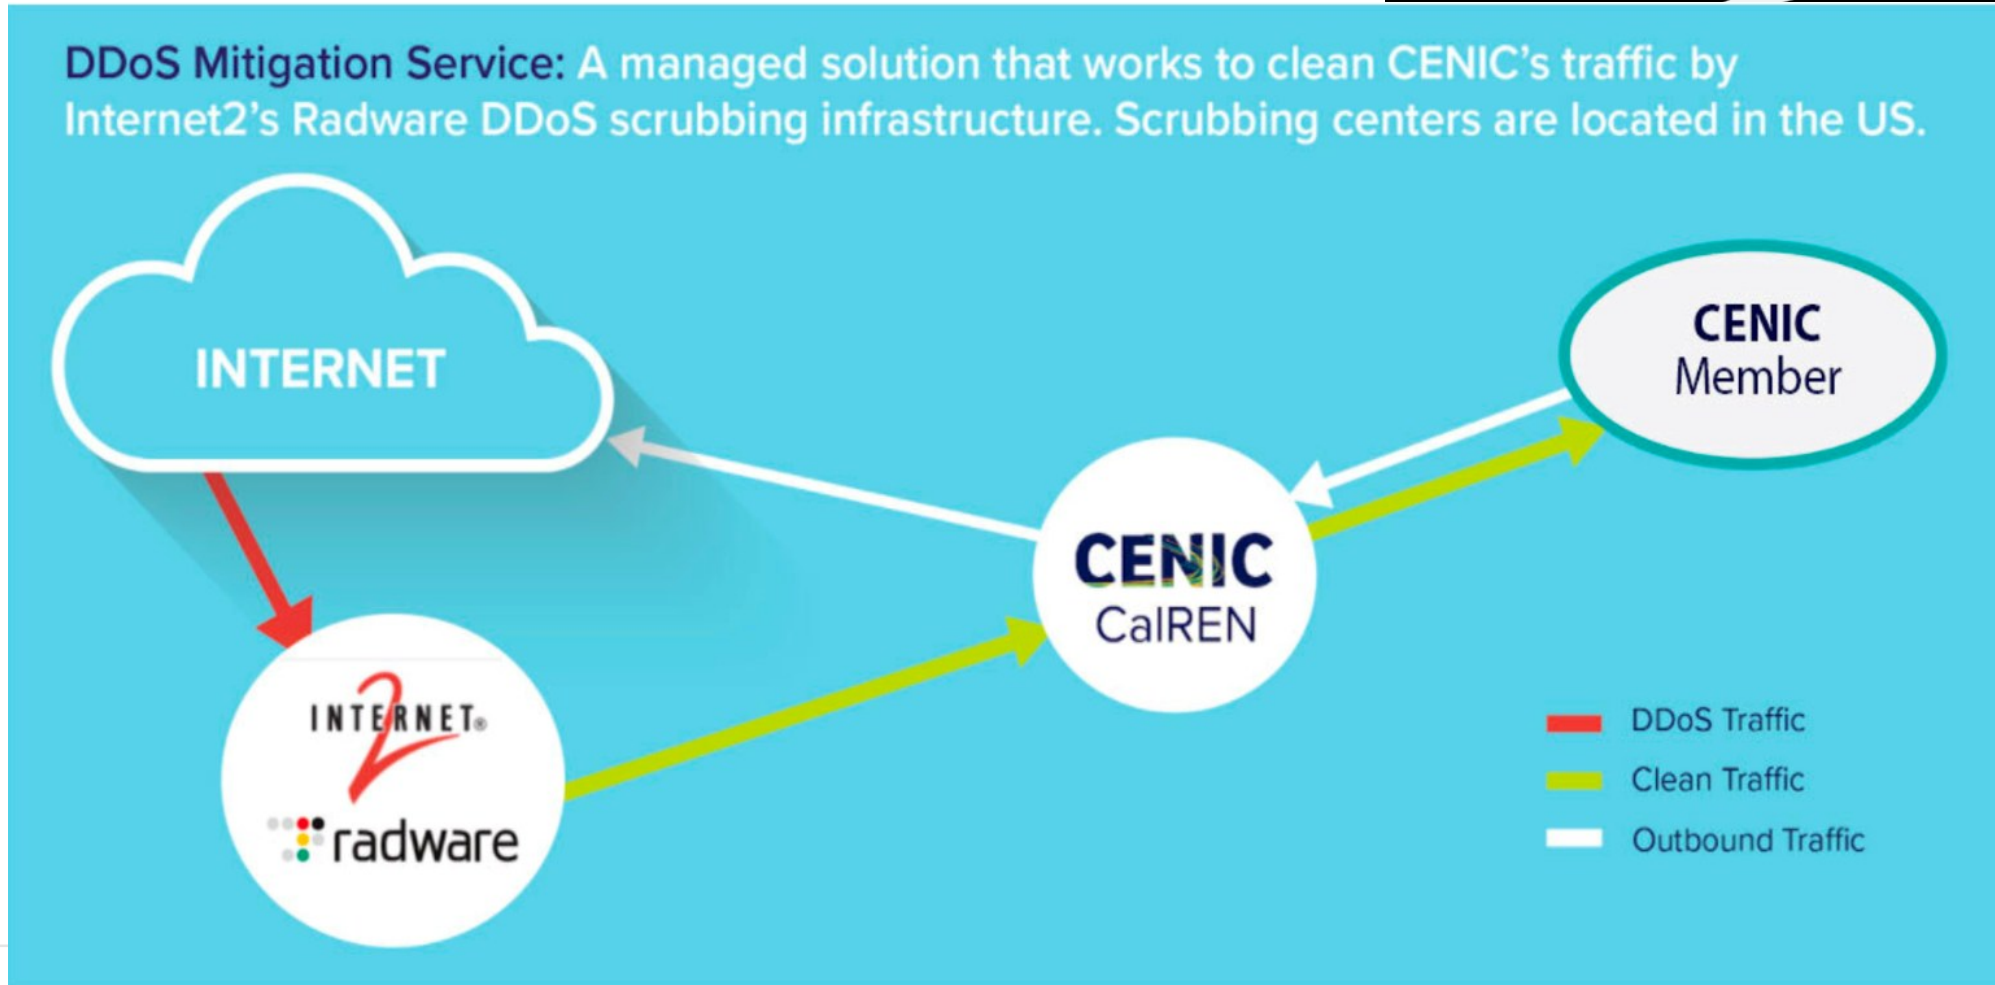 DDoS Mitigation Service: A managed solution that works to clean CENIC's traffic by
Internet2's Radware DDoS scrubbing infrastructure. Scrubbing centers are located in the US.
INTERNET
CENIC
Member
CENIC
CalREN
INTERNET®
2
radware
DDoS Traffic
Clean Traffic
Outbound Traffic